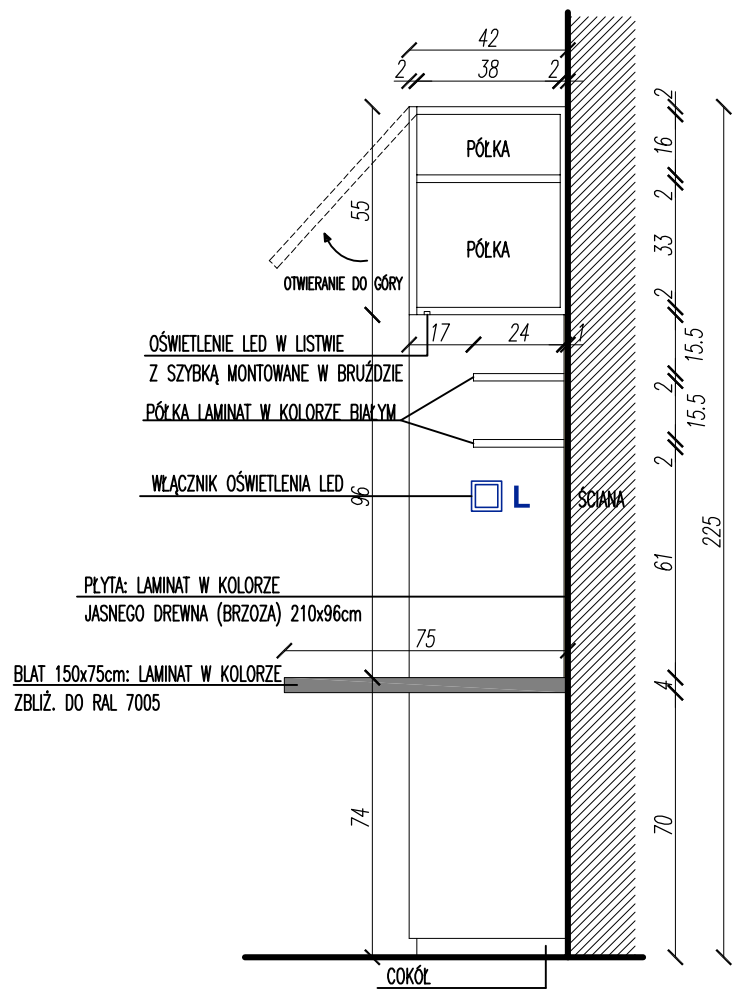 42
2 38 2
2
16
2
33
2
15.5
2
15.5
2
61
4
70
225
PÓŁKA
PÓŁKA
55
OTWIERANIE DO GÓRY
17 24 1
OŚWIETLENIE LED W LISTWIE
Z SZYBKĄ MONTOWANE W BRUŹDZIE
PÓŁKA LAMINAT W KOLORZE BIAŁYM
WŁĄCZNIK OŚWIETLENIA LED
96
L
ŚCIANA
PŁYTA: LAMINAT W KOLORZE
JASNEGO DREWNA (BRZOZA) 210x96cm
75
BLAT 150x75cm: LAMINAT W KOLORZE
ZBLIŻ. DO RAL 7005
74
COKÓŁ